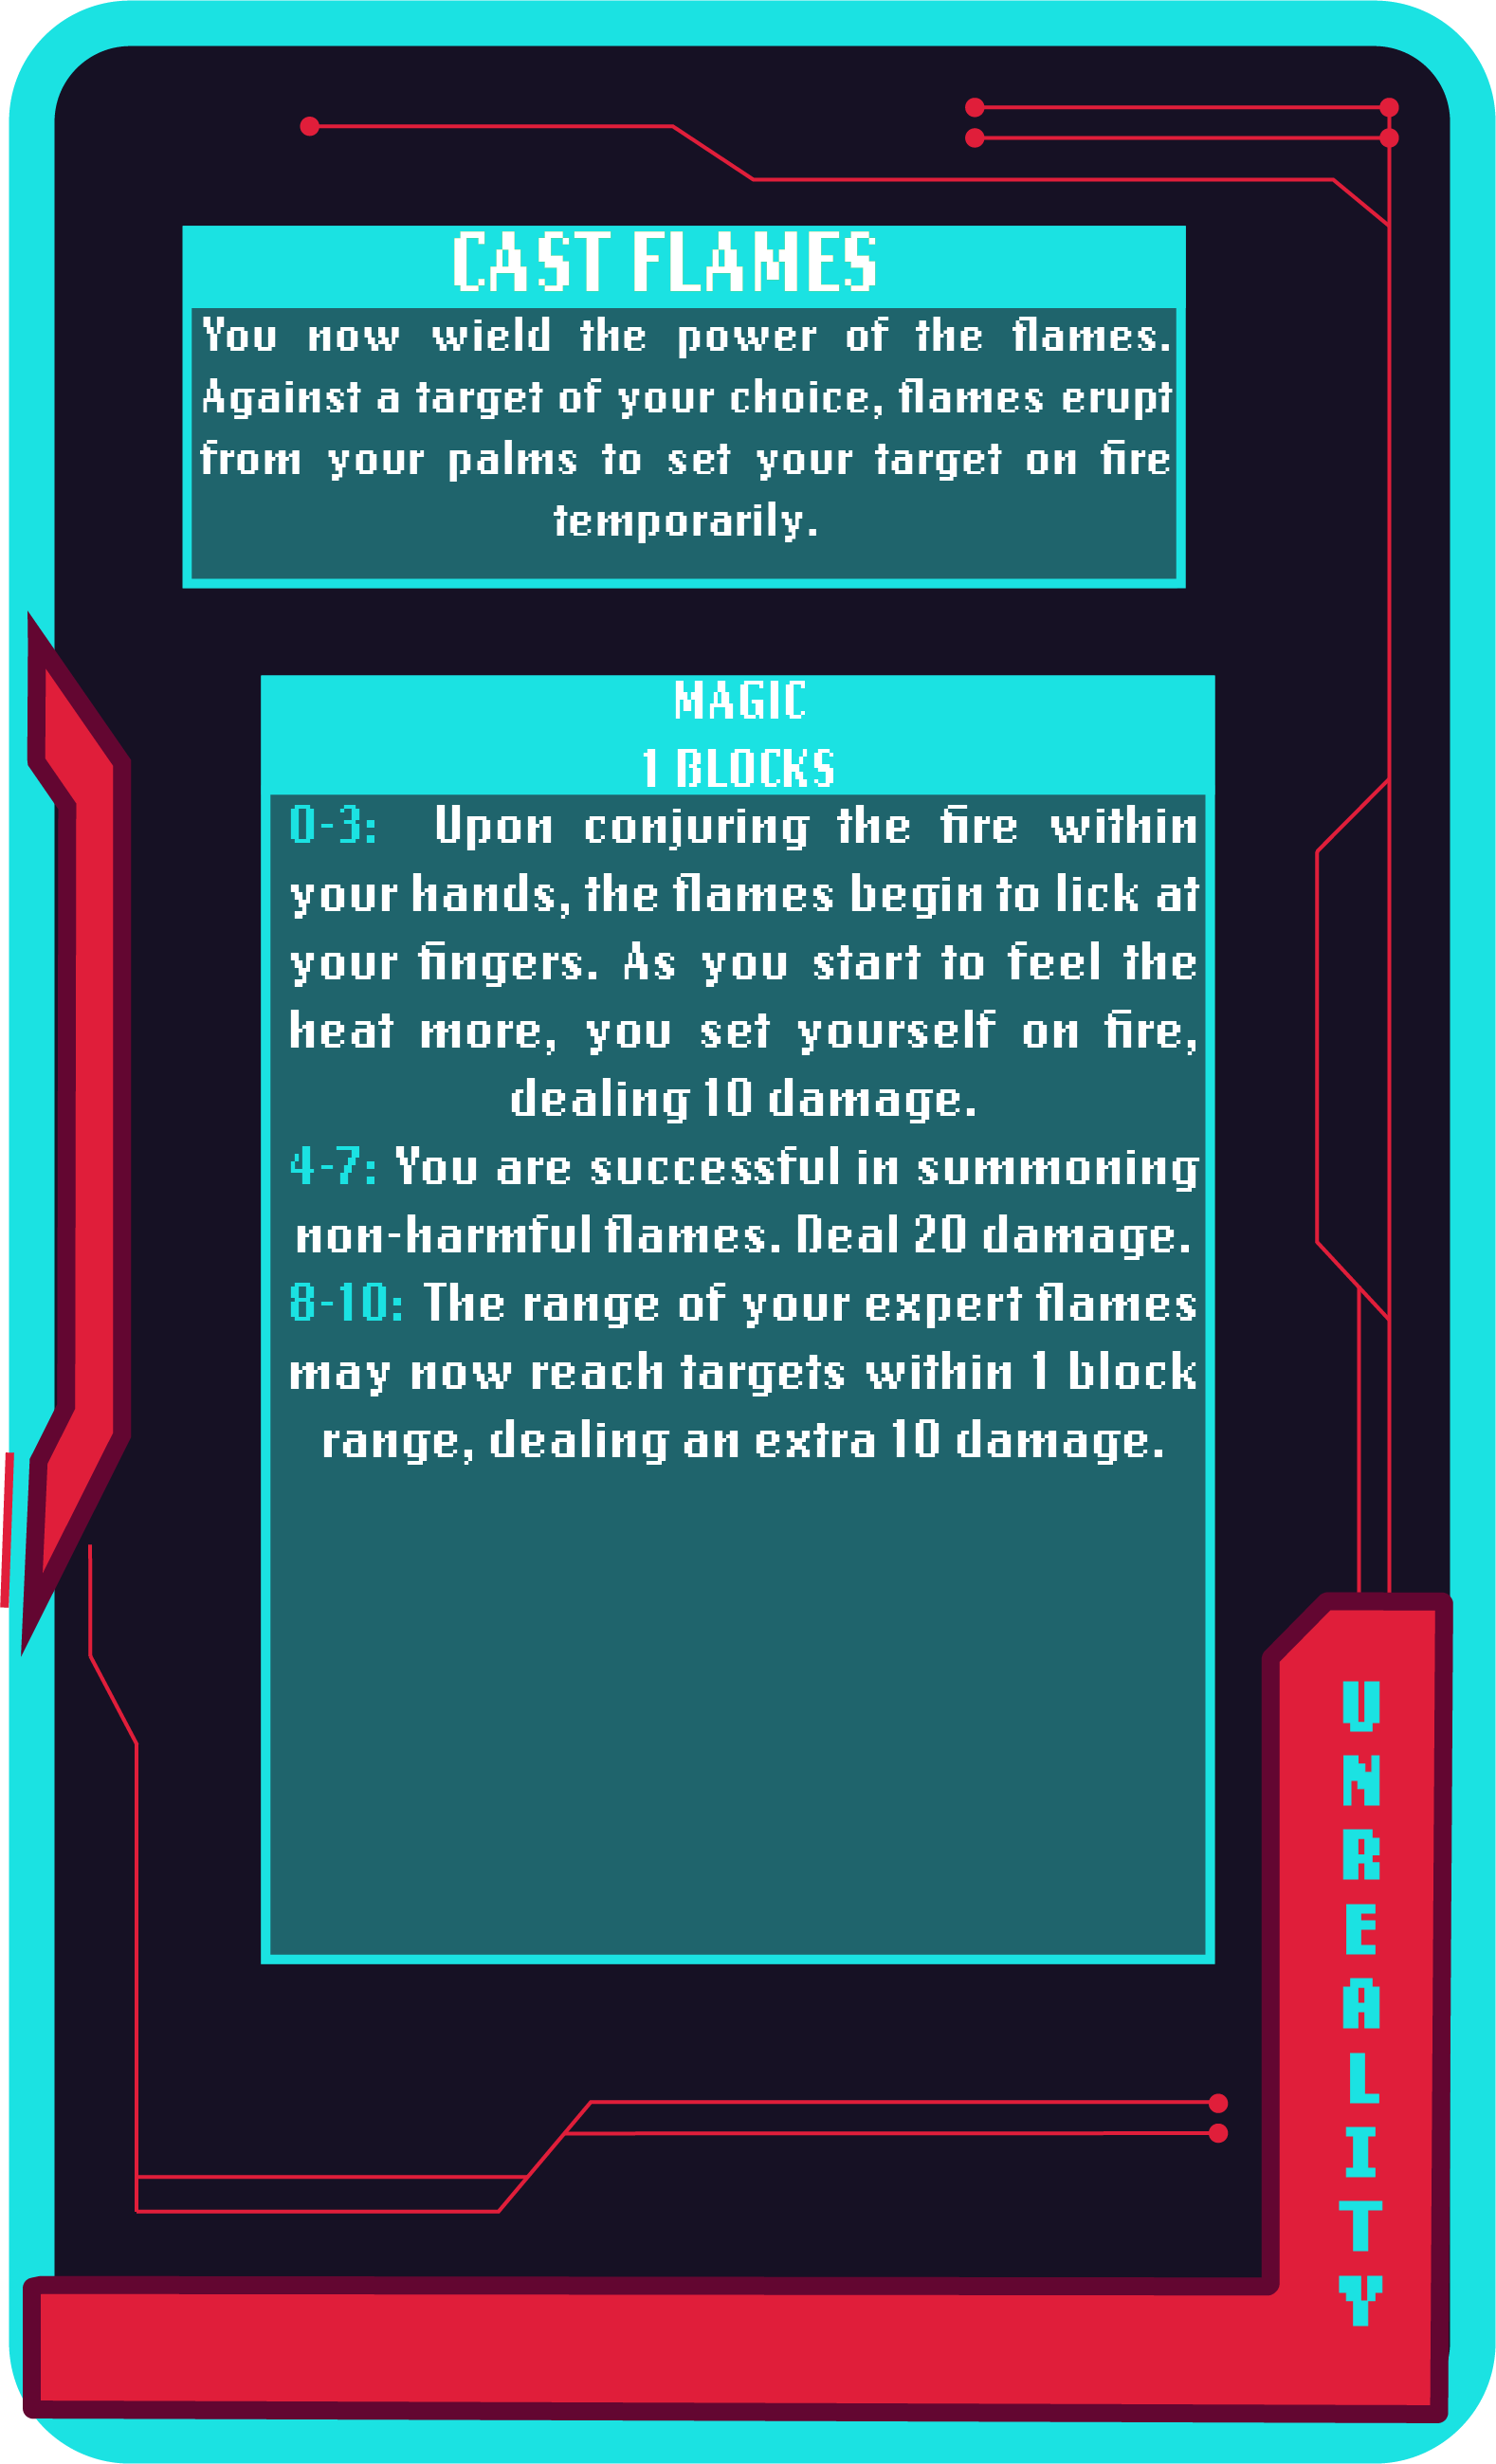 CAST FLAMES
You now wield the power of the flames.
Against a target of your choice, flames erupt
from your palms to set your target on fire
temporarily.
MAGIC
1 BLOCKS
0-3: Upon conjuring the fire within
your hands, the flames begin to lick at
your fingers. As you start to feel the
heat more, you set yourself on fire,
dealing 10 damage.
4-7: You are successful in summoning
non-harmful flames. Deal 20 damage.
8-10: The range of your expert flames
may now reach targets within 1 block
range, dealing an extra 10 damage.
UNREALITY